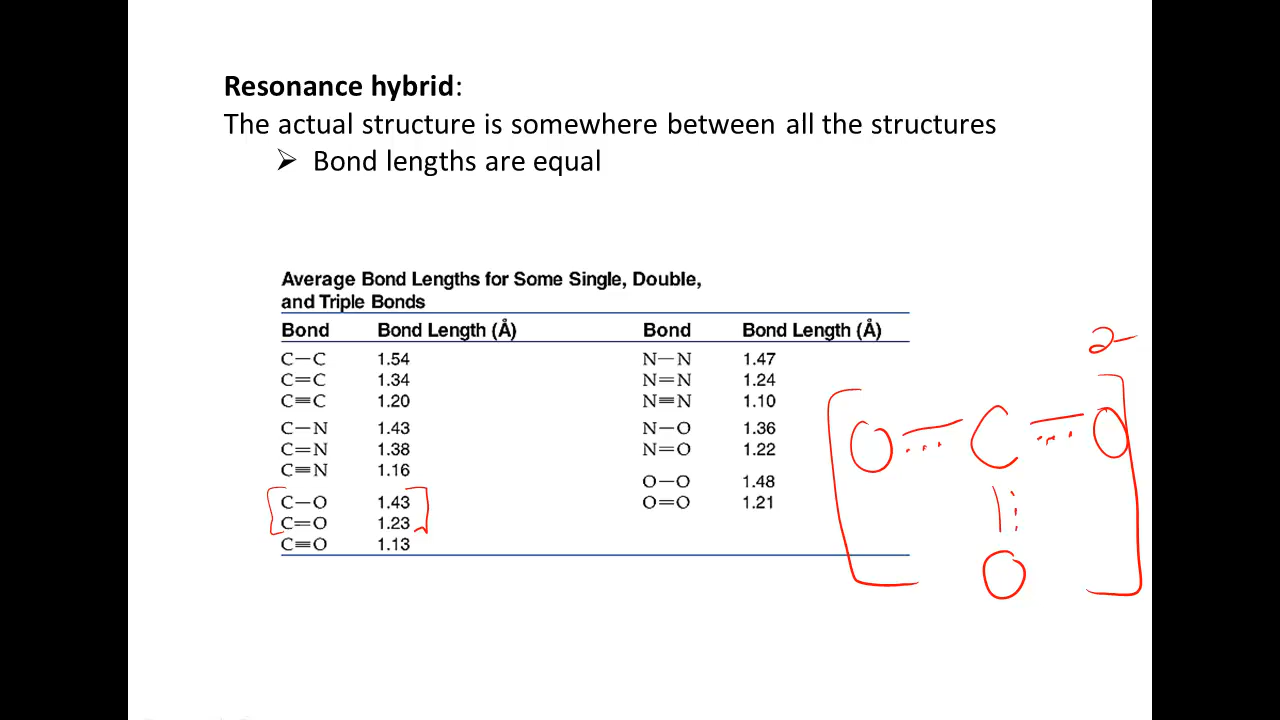 Resonance hybrid:
The actual structure is somewhere between all the structures
➢ Bond lengths are equal
Average Bond Lengths for Some Single, Double,
and Triple Bonds
Bond Bond Length (Å) Bond Bond Length (Å)
C−C 1.54 N−N 1.47
C=C 1.34 N=N 1.24
C≡C 1.20 N≡N 1.10
C−N 1.43 N−O 1.36
C=N 1.38 N=O 1.22
C≡N 1.16
O−O 1.48
C−O 1.43 O=O 1.21
C=O 1.23
C≡O 1.13
2−
O C O
O